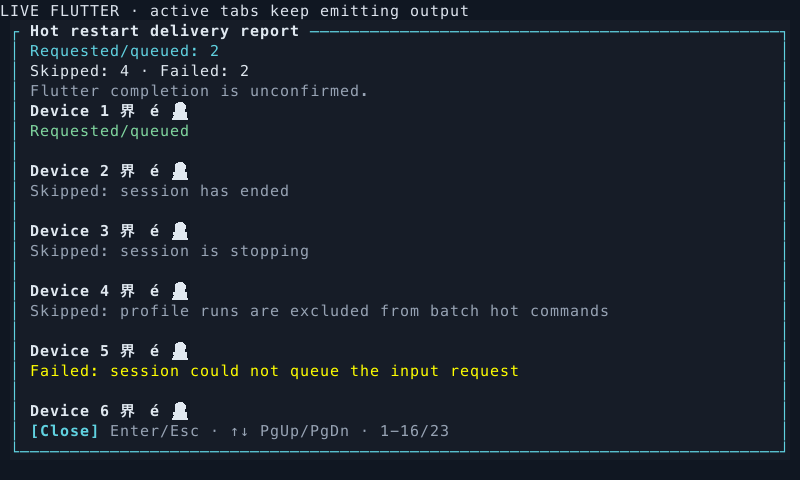 LIVE FLUTTER · active tabs keep emitting output
Hot restart delivery report
Requested/queued: 2
Skipped: 4 · Failed: 2
Flutter completion is unconfirmed.
Device 1 界 é
Requested/queued
Device 2 界 é
Skipped: session has ended
Device 3 界 é
Skipped: session is stopping
Device 4 界 é
Skipped: profile runs are excluded from batch hot commands
Device 5 界 é
Failed: session could not queue the input request
Device 6 界 é
[Close] Enter/Esc · ↑↓ PgUp/PgDn · 1–16/23